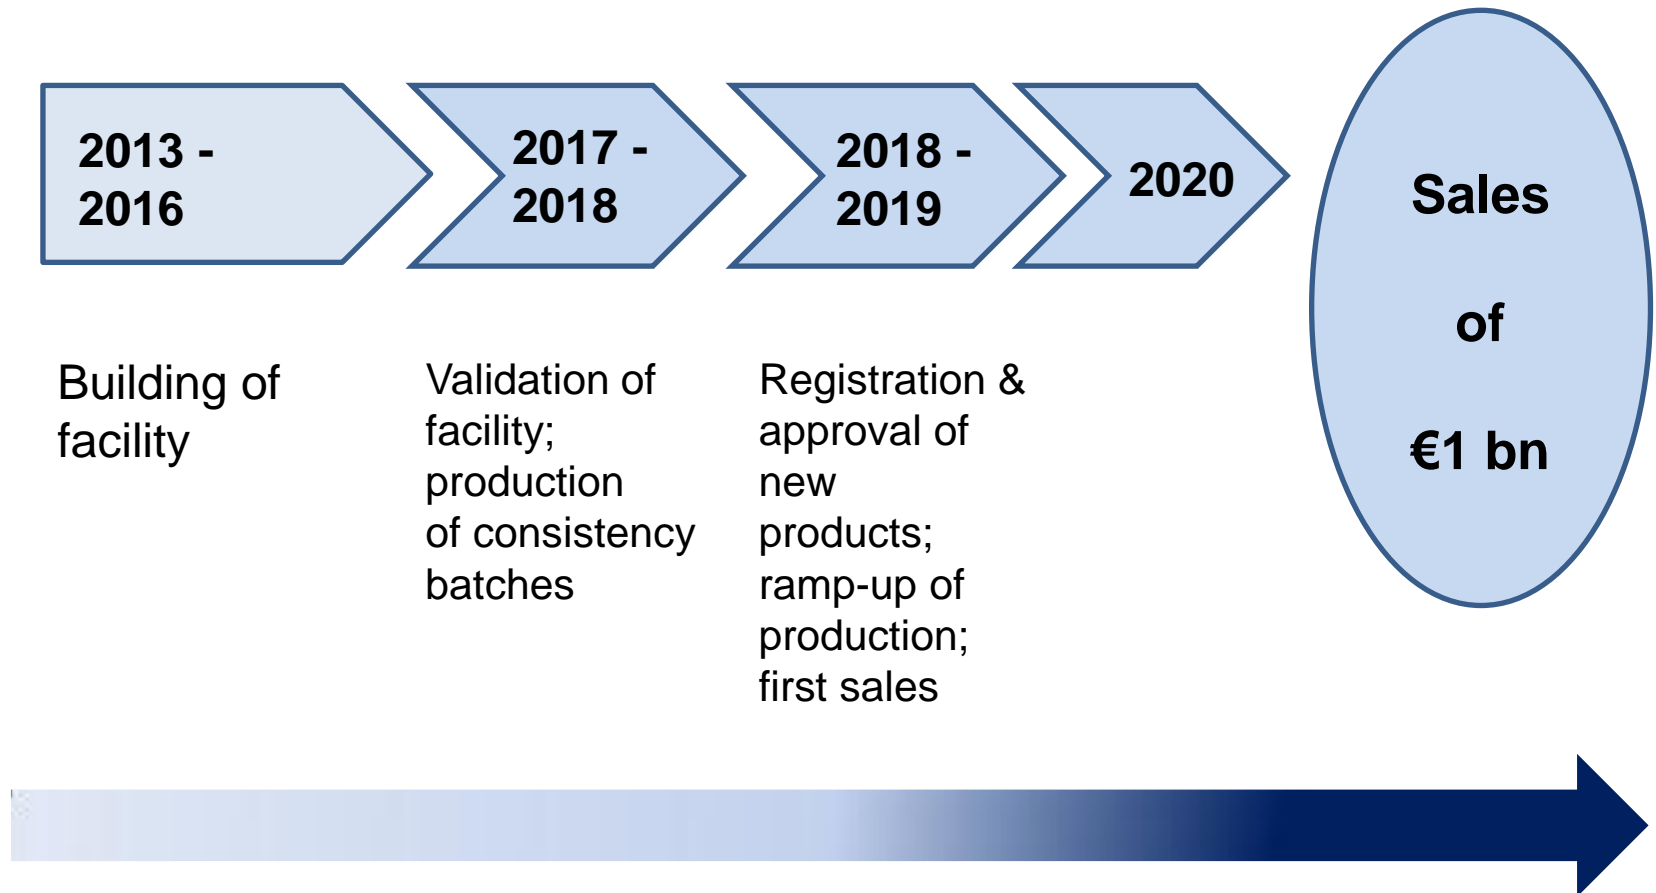 2013 -
2016
2017 -
2018
2018 -
2019
2020
Sales
of
€1 bn
Building of
facility
Validation of
facility;
production
of consistency
batches
Registration &
approval of
new
products;
ramp-up of
production;
first sales